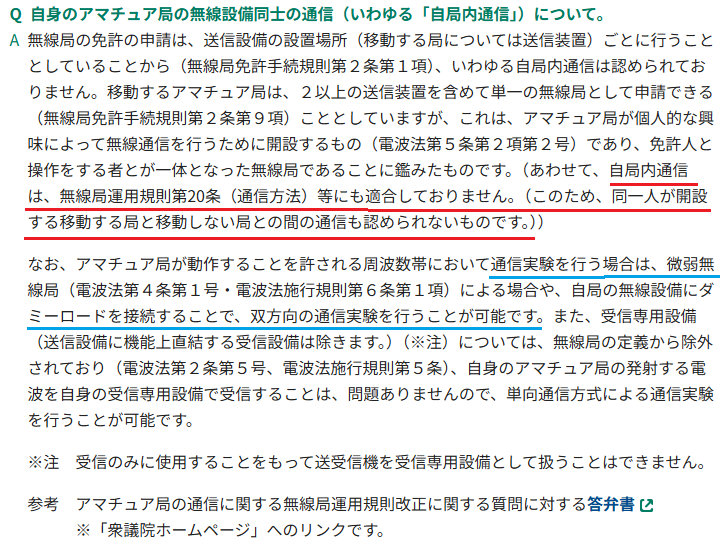 Q 自身のアマチュア局の無線設備同士の通信（いわゆる「自局内通信」）について。
A 無線局の免許の申請は、送信設備の設置場所（移動する局については送信装置）ごとに行うこと
としていることから（無線局免許手続規則第２条第１項）、いわゆる自局内通信は認められてお
りません。移動するアマチュア局は、２以上の送信装置を含めて単一の無線局として申請できる
（無線局免許手続規則第２条第９項）こととしていますが、これは、アマチュア局が個人的な興
味によって無線通信を行うために開設するもの（電波法第５条第２項第２号）であり、免許人と
操作をする者とが一体となった無線局であることに鑑みたものです。（あわせて、自局内通信
は、無線局運用規則第20条（通信方法）等にも適合しておりません。（このため、同一人が開設
する移動する局と移動しない局との間の通信も認められないものです。））
なお、アマチュア局が動作することを許される周波数帯において通信実験を行う場合は、微弱無
線局（電波法第４条第１号・電波法施行規則第６条第１項）による場合や、自局の無線設備にダ
ミーロードを接続することで、双方向の通信実験を行うことが可能です。また、受信専用設備
（送信設備に機能上直結する受信設備は除きます。）（※注）については、無線局の定義から除外
されており（電波法第２条第５号、電波法施行規則第５条）、自身のアマチュア局の発射する電
波を自身の受信専用設備で受信することは、問題ありませんので、単向通信方式による通信実験
を行うことが可能です。
※注 受信のみに使用することをもって送受信機を受信専用設備として扱うことはできません。
参考 アマチュア局の通信に関する無線局運用規則改正に関する質問に対する答弁書
※「衆議院ホームページ」へのリンクです。